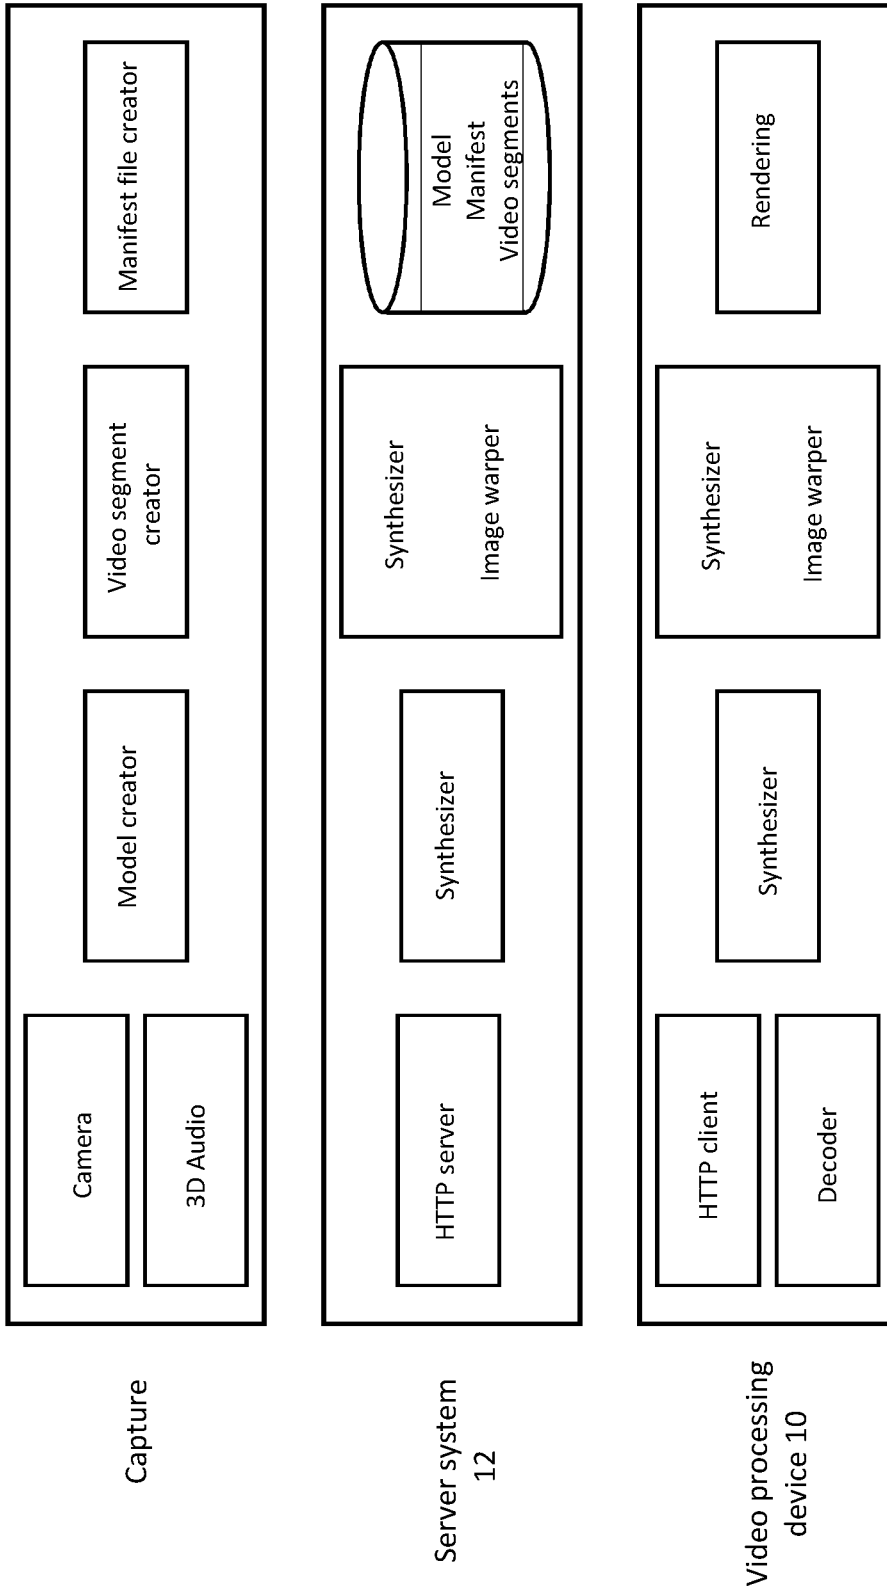 Capture
Camera
3D Audio
Model creator
Video segment
creator
Manifest file creator
Server system
12
HTTP server
Synthesizer
Synthesizer
Image warper
Model
Manifest
Video segments
Video processing
device 10
HTTP client
Decoder
Synthesizer
Synthesizer
Image warper
Rendering